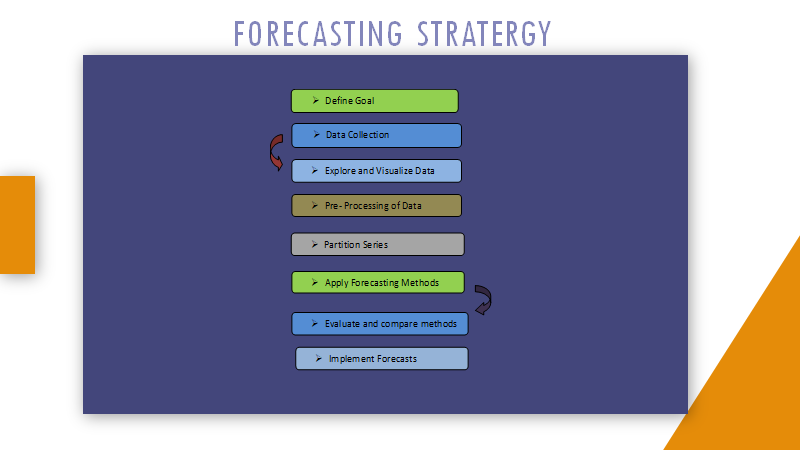 FORECASTING STRATERGY
➢ Define Goal
➢ Data Collection
➢ Explore and Visualize Data
➢ Pre-Processing of Data
➢ Partition Series
➢ Apply Forecasting Methods
➢ Evaluate and compare methods
➢ Implement Forecasts